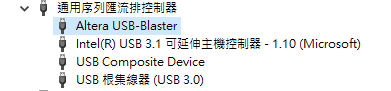 通用序列匯流排控制器
Altera USB-Blaster
Intel(R) USB 3.1 可延伸主機控制器 - 1.10 (Microsoft)
USB Composite Device
USB 根集線器 (USB 3.0)